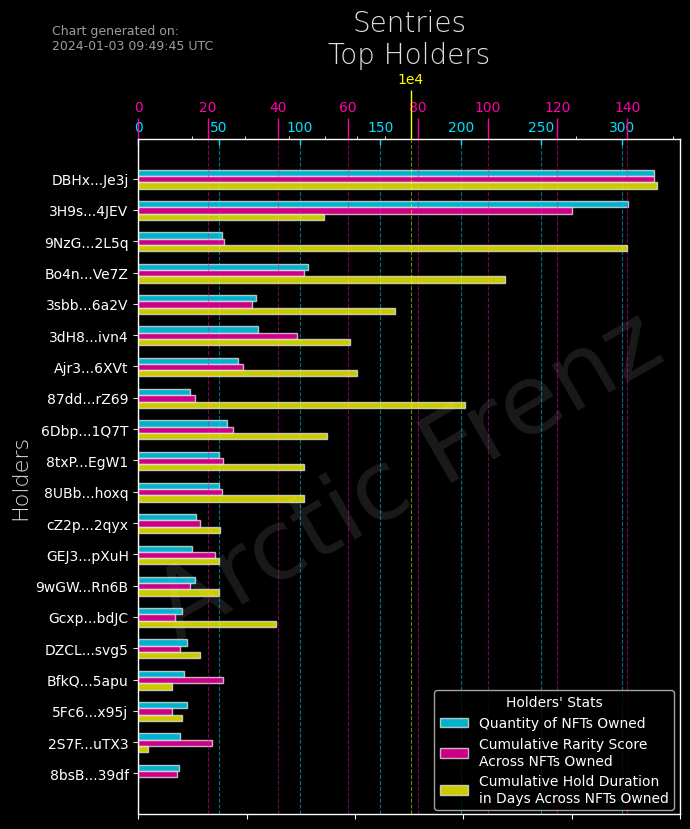 Chart generated on:
2024-01-03 09:49:45 UTC
Sentries
Top Holders
1e4
0 20 40 60 80 100 120 140
0 50 100 150 200 250 300
Holders
DBHx...Je3j
3H9s...4JEV
9NzG...2L5q
Bo4n...Ve7Z
3sbb...6a2V
3dH8...ivn4
Ajr3...6XVt
87dd...rZ69
6Dbp...1Q7T
8txP...EgW1
8UBb...hoxq
cZ2p...2qyx
GEJ3...pXuH
9wGW...Rn6B
Gcxp...bdJC
DZCL...svg5
BfkQ...5apu
5Fc6...x95j
2S7F...uTX3
8bsB...39df
Arctic Frenz
Holders' Stats
Quantity of NFTs Owned
Cumulative Rarity Score
Across NFTs Owned
Cumulative Hold Duration
in Days Across NFTs Owned